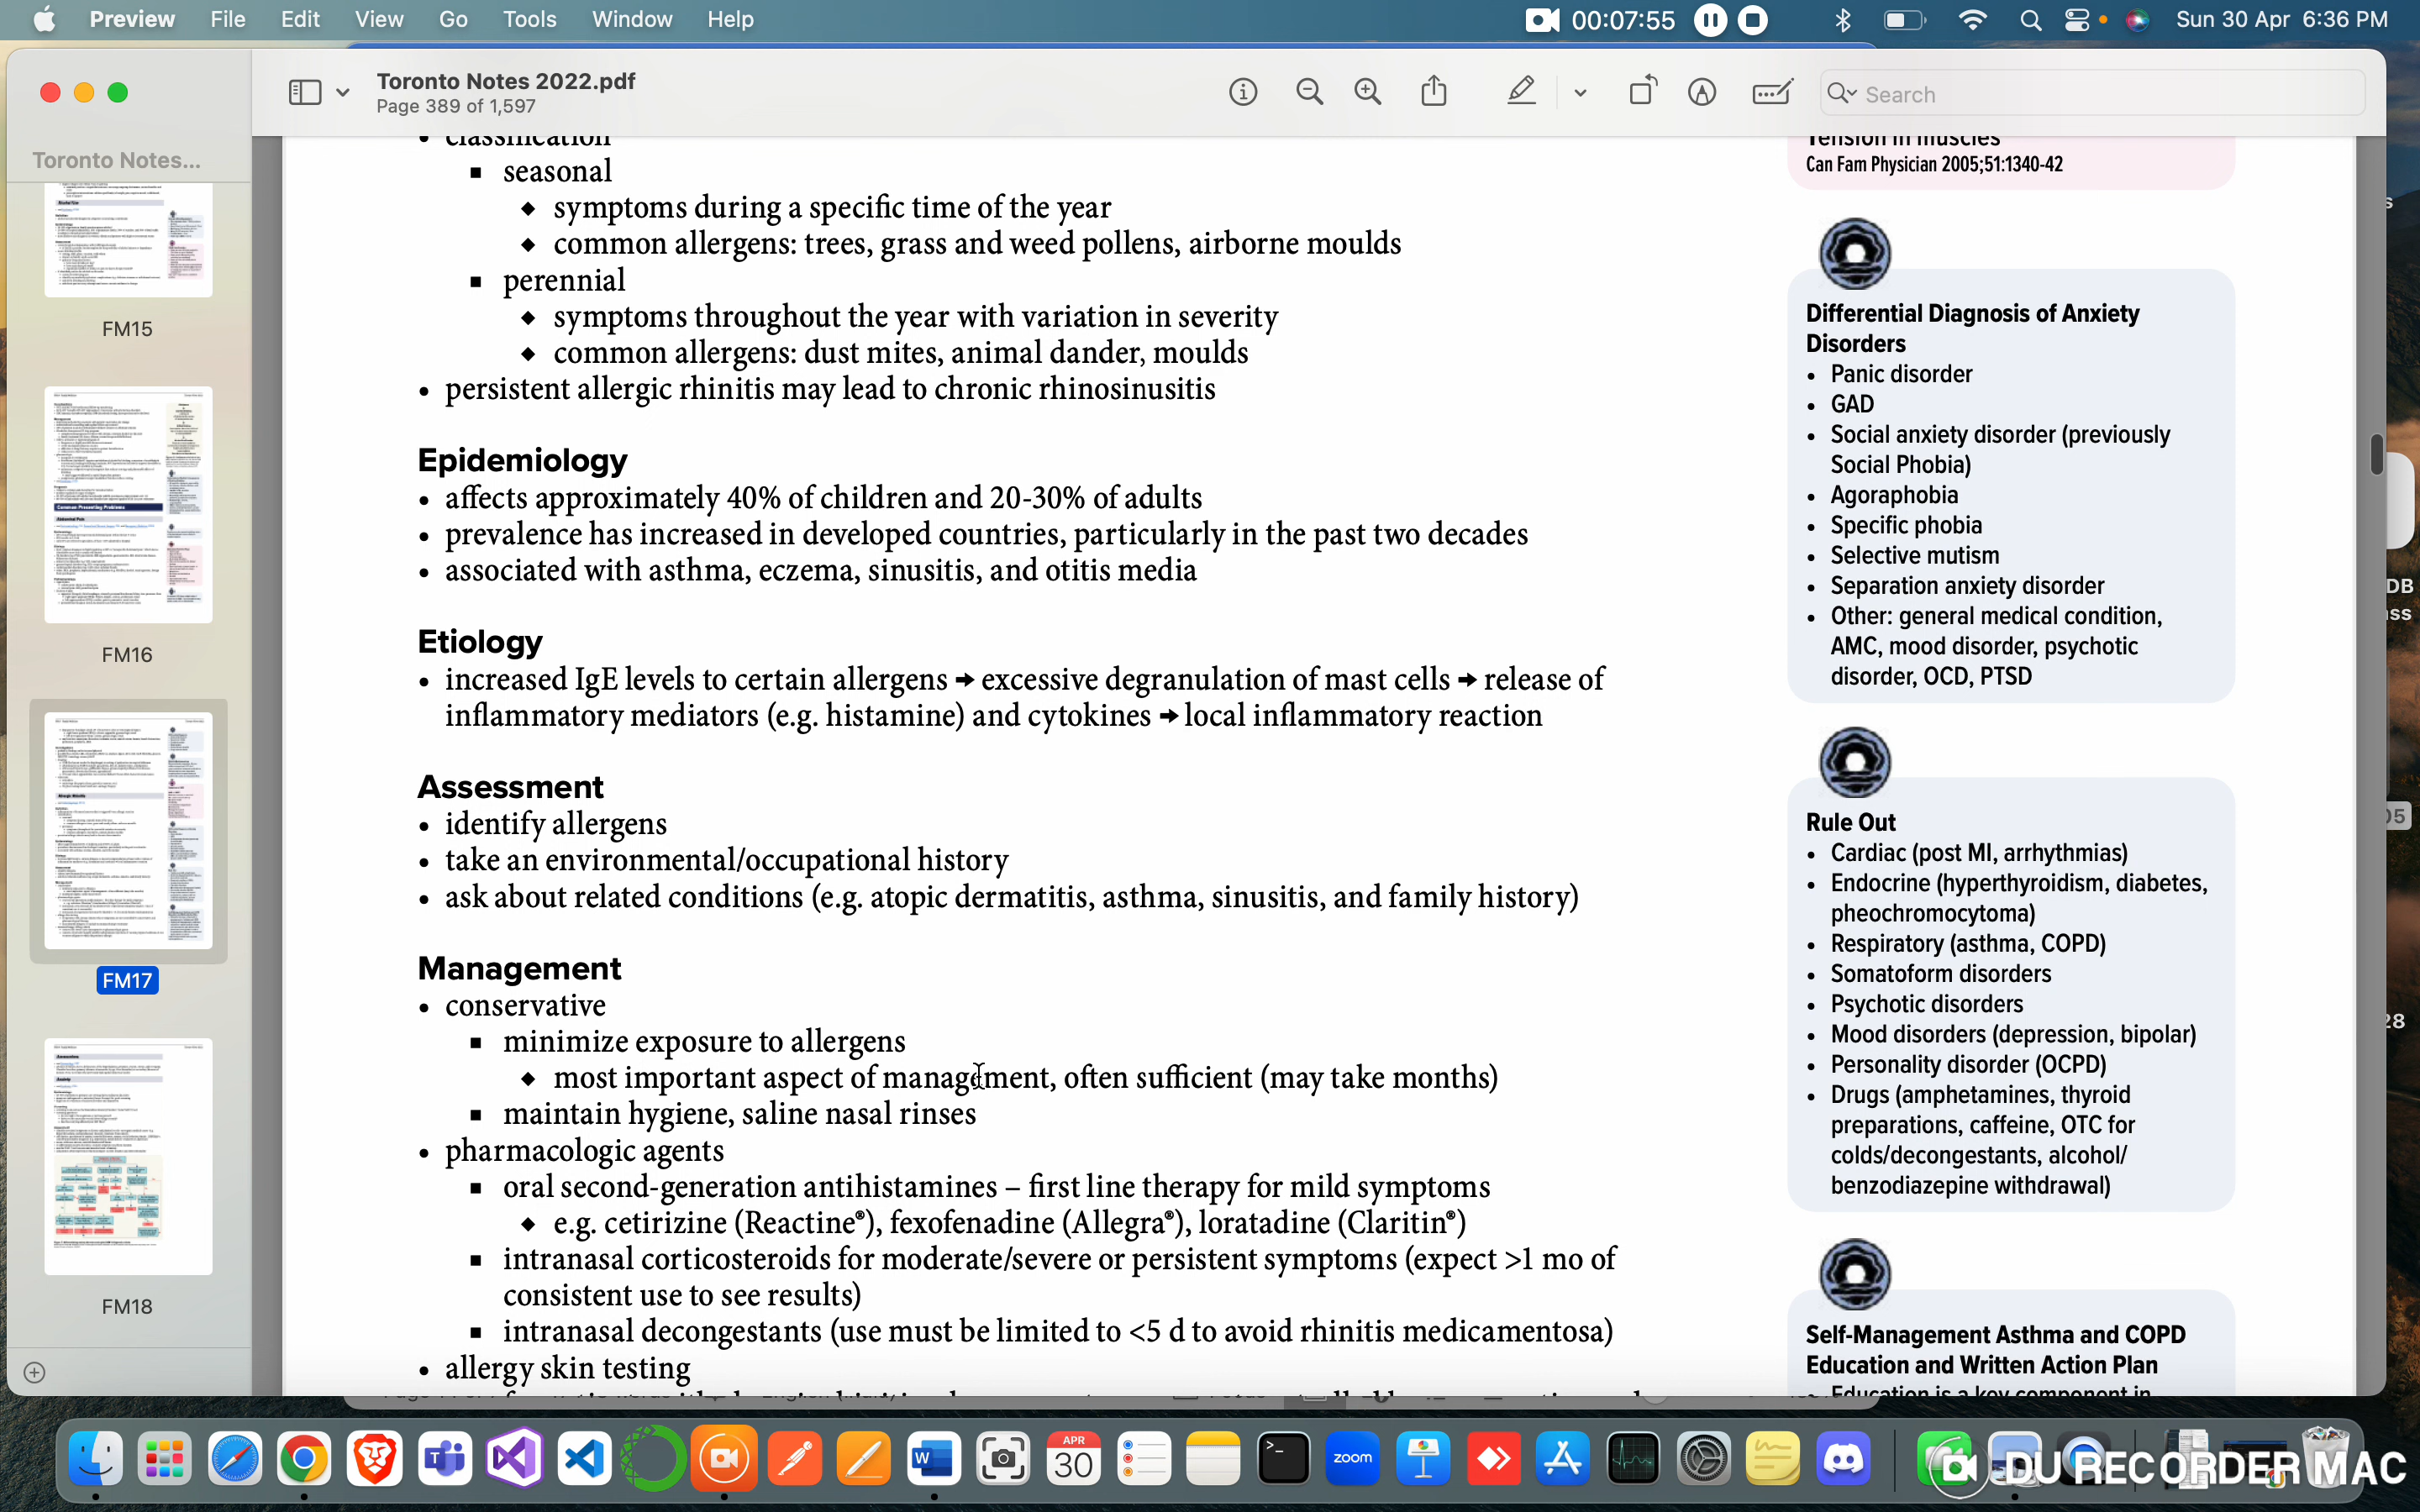 Preview File Edit View Go Tools Window Help 00:07:55 Sun 30 Apr 6:36 PM
Toronto Notes 2022.pdf
Page 389 of 1,597
Search
Toronto Notes...
FM15
FM16
FM17
FM18
• classification
▪ seasonal
◆ symptoms during a specific time of the year
◆ common allergens: trees, grass and weed pollens, airborne moulds
▪ perennial
◆ symptoms throughout the year with variation in severity
◆ common allergens: dust mites, animal dander, moulds
• persistent allergic rhinitis may lead to chronic rhinosinusitis
Epidemiology
• affects approximately 40% of children and 20-30% of adults
• prevalence has increased in developed countries, particularly in the past two decades
• associated with asthma, eczema, sinusitis, and otitis media
Etiology
• increased IgE levels to certain allergens → excessive degranulation of mast cells → release of
inflammatory mediators (e.g. histamine) and cytokines → local inflammatory reaction
Assessment
• identify allergens
• take an environmental/occupational history
• ask about related conditions (e.g. atopic dermatitis, asthma, sinusitis, and family history)
Management
• conservative
▪ minimize exposure to allergens
◆ most important aspect of management, often sufficient (may take months)
▪ maintain hygiene, saline nasal rinses
• pharmacologic agents
▪ oral second-generation antihistamines – first line therapy for mild symptoms
◆ e.g. cetirizine (Reactine®), fexofenadine (Allegra®), loratadine (Claritin®)
▪ intranasal corticosteroids for moderate/severe or persistent symptoms (expect >1 mo of
consistent use to see results)
▪ intranasal decongestants (use must be limited to <5 d to avoid rhinitis medicamentosa)
• allergy skin testing
Tension in muscles
Can Fam Physician 2005;51:1340-42
Differential Diagnosis of Anxiety
Disorders
• Panic disorder
• GAD
• Social anxiety disorder (previously
Social Phobia)
• Agoraphobia
• Specific phobia
• Selective mutism
• Separation anxiety disorder
• Other: general medical condition,
AMC, mood disorder, psychotic
disorder, OCD, PTSD
Rule Out
• Cardiac (post MI, arrhythmias)
• Endocrine (hyperthyroidism, diabetes,
pheochromocytoma)
• Respiratory (asthma, COPD)
• Somatoform disorders
• Psychotic disorders
• Mood disorders (depression, bipolar)
• Personality disorder (OCPD)
• Drugs (amphetamines, thyroid
preparations, caffeine, OTC for
colds/decongestants, alcohol/
benzodiazepine withdrawal)
Self-Management Asthma and COPD
Education and Written Action Plan
• Education is a key component in
APR
30
zoom
DU RECORDER MAC